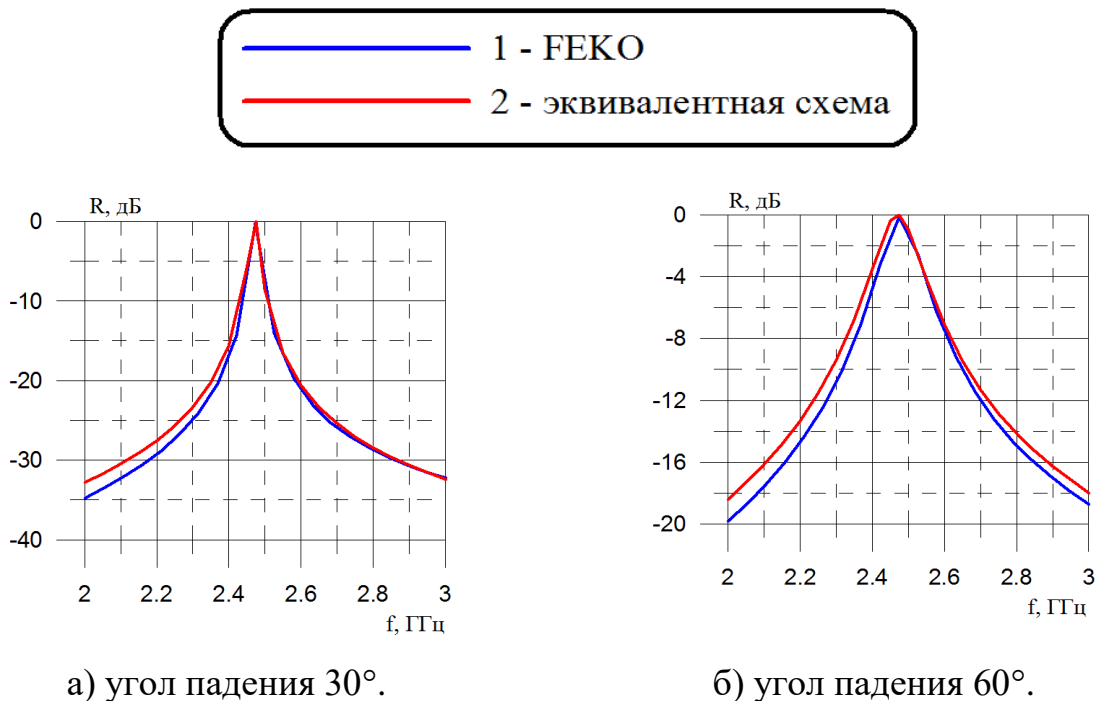 1 - FEKO
2 - эквивалентная схема
R, дБ
0
-10
-20
-30
-40
2 2.2 2.4 2.6 2.8 3
f, ГГц
а) угол падения 30°.
R, дБ
0
-4
-8
-12
-16
-20
2 2.2 2.4 2.6 2.8 3
f, ГГц
б) угол падения 60°.